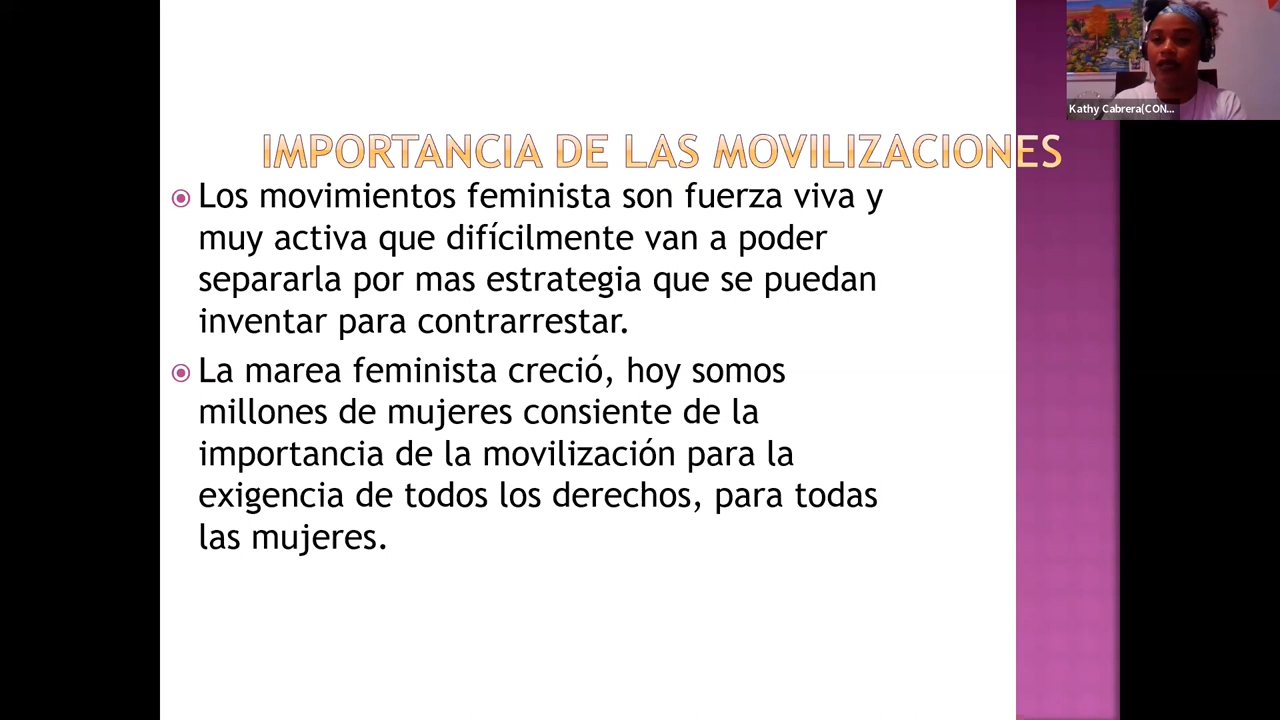 Kathy Cabrera(CON...
IMPORTANCIA DE LAS MOVILIZACIONES
Los movimientos feminista son fuerza viva y
muy activa que difícilmente van a poder
separarla por mas estrategia que se puedan
inventar para contrarrestar.
La marea feminista creció, hoy somos
millones de mujeres consiente de la
importancia de la movilización para la
exigencia de todos los derechos, para todas
las mujeres.